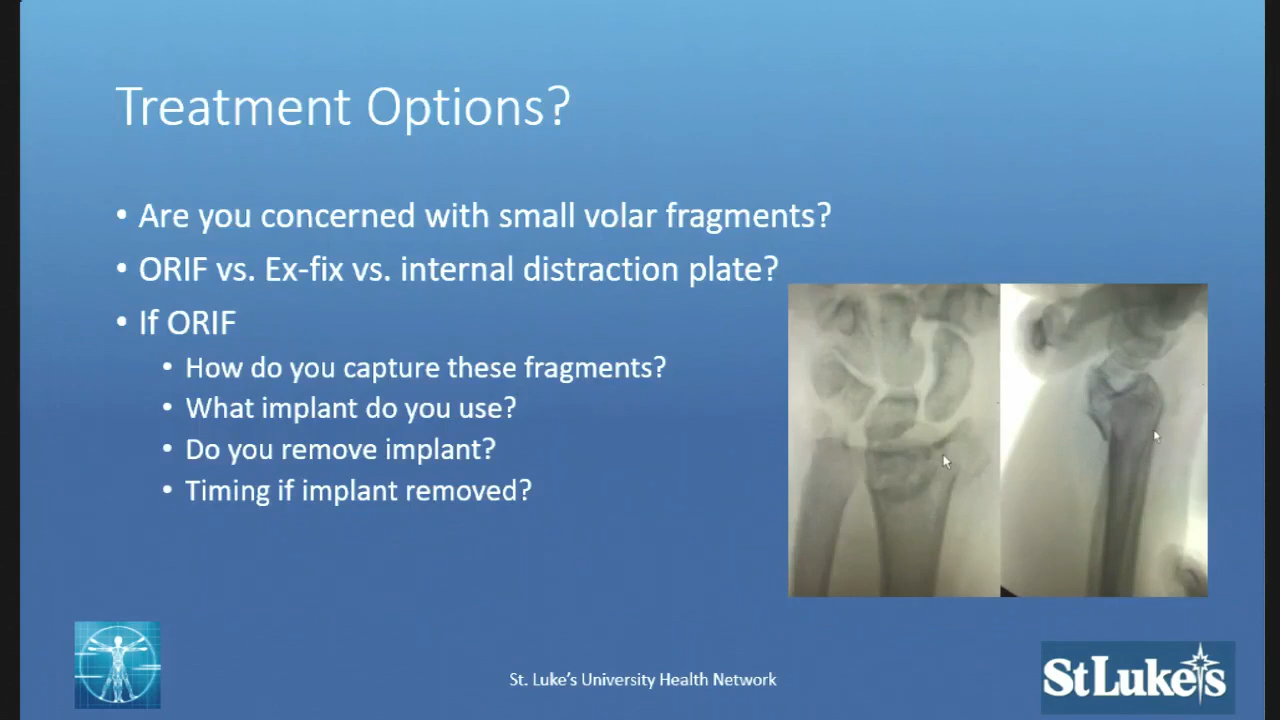 Treatment Options?
• Are you concerned with small volar fragments?
• ORIF vs. Ex-fix vs. internal distraction plate?
• If ORIF
• How do you capture these fragments?
• What implant do you use?
• Do you remove implant?
• Timing if implant removed?
St. Luke's University Health Network
StLuke's